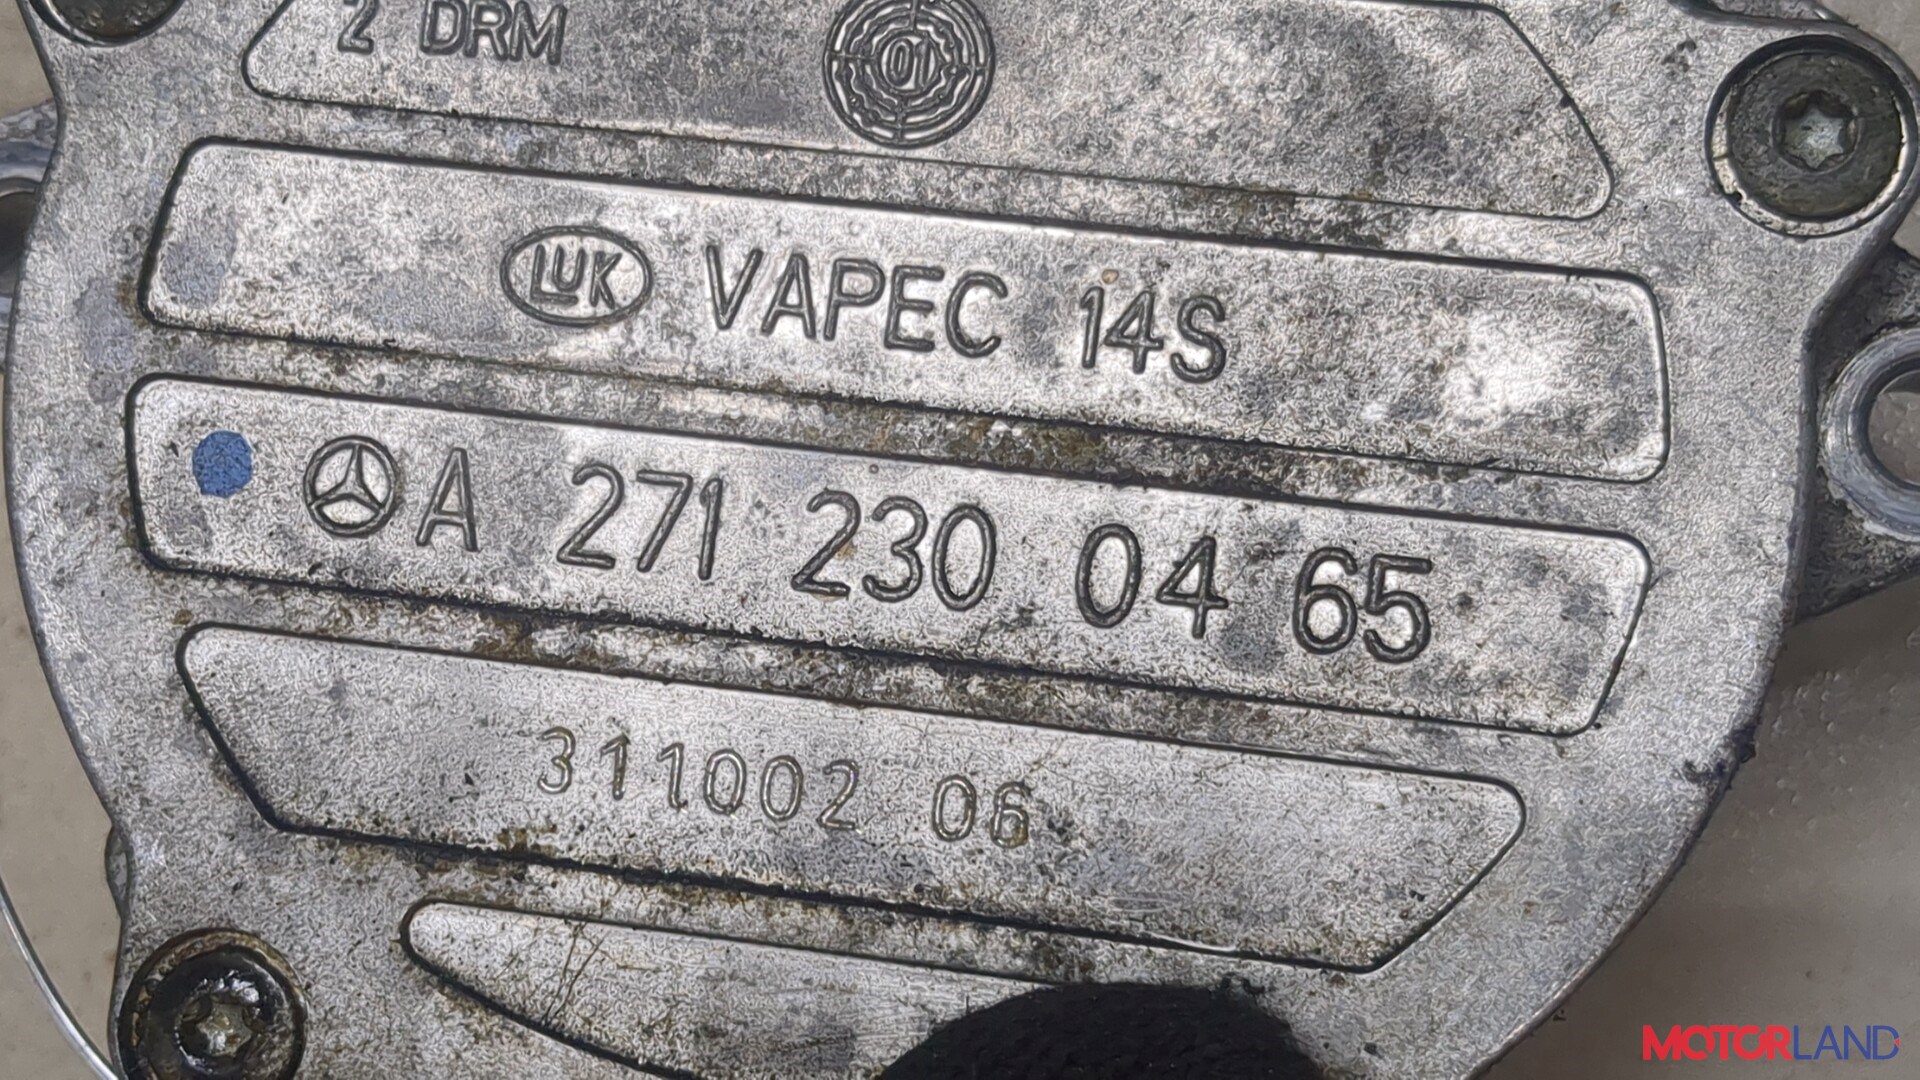 2 DRM
01
LUK VAPEC 14S
A 271 230 04 65
311002 06
MOTORLAND